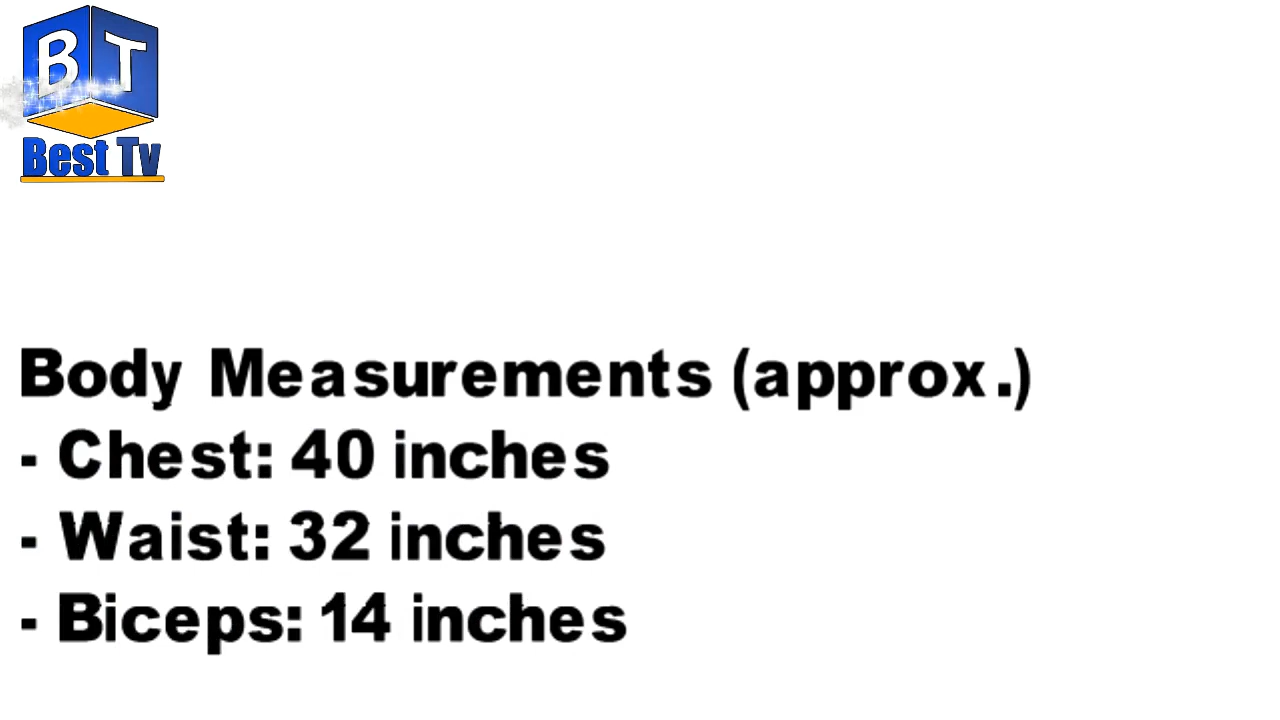 BT
Best Tv
Body Measurements (approx.)
- Chest: 40 inches
- Waist: 32 inches
- Biceps: 14 inches